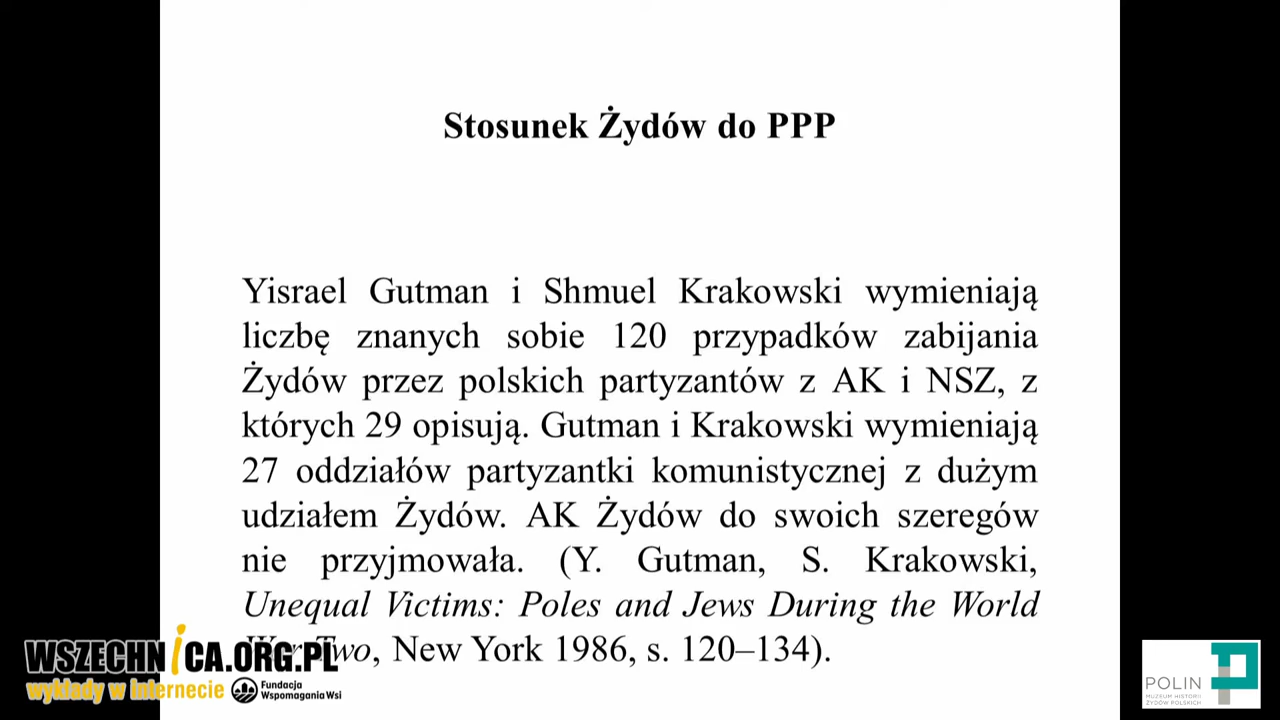 Stosunek Żydów do PPP
Yisrael Gutman i Shmuel Krakowski wymieniają
liczbę znanych sobie 120 przypadków zabijania
Żydów przez polskich partyzantów z AK i NSZ, z
których 29 opisują. Gutman i Krakowski wymieniają
27 oddziałów partyzantki komunistycznej z dużym
udziałem Żydów. AK Żydów do swoich szeregów
nie przyjmowała. (Y. Gutman, S. Krakowski,
Unequal Victims: Poles and Jews During the World
War Two, New York 1986, s. 120–134).
WSZECHNICA.ORG.PL
wykłady w internecie
Fundacja
Wspomagania Wsi
POLIN
MUZEUM HISTORII
ŻYDÓW POLSKICH